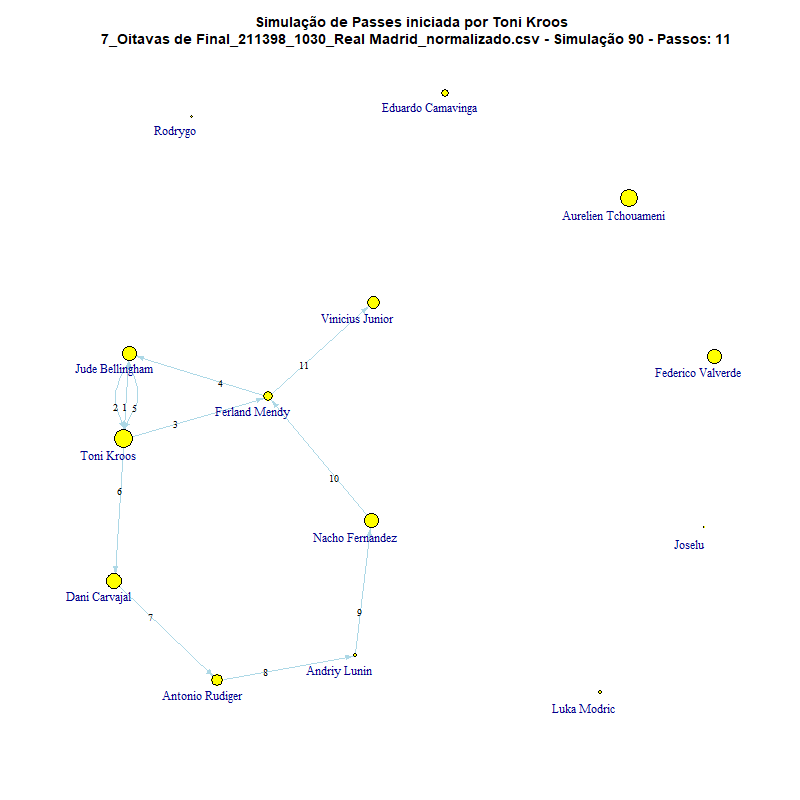 Simulação de Passes iniciada por Toni Kroos
7_Oitavas de Final_211398_1030_Real Madrid_normalizado.csv - Simulação 90 - Passos: 11
Eduardo Camavinga
Rodrygo
Aurelien Tchouameni
Vinicius Junior
Jude Bellingham
11
Federico Valverde
4
2 1 5
Ferland Mendy
3
Toni Kroos
10
6
Nacho Fernandez
Joselu
Dani Carvajal
9
7
8
Andriy Lunin
Antonio Rudiger
Luka Modric